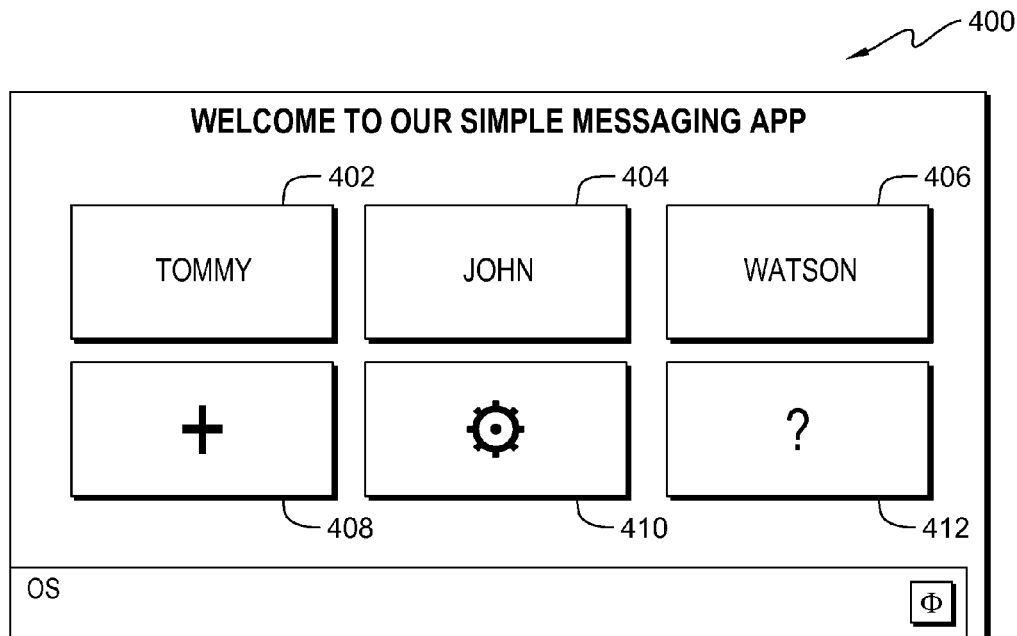 400
WELCOME TO OUR SIMPLE MESSAGING APP
402 404 406
TOMMY JOHN WATSON
+ ?
408 410 412
OS Φ